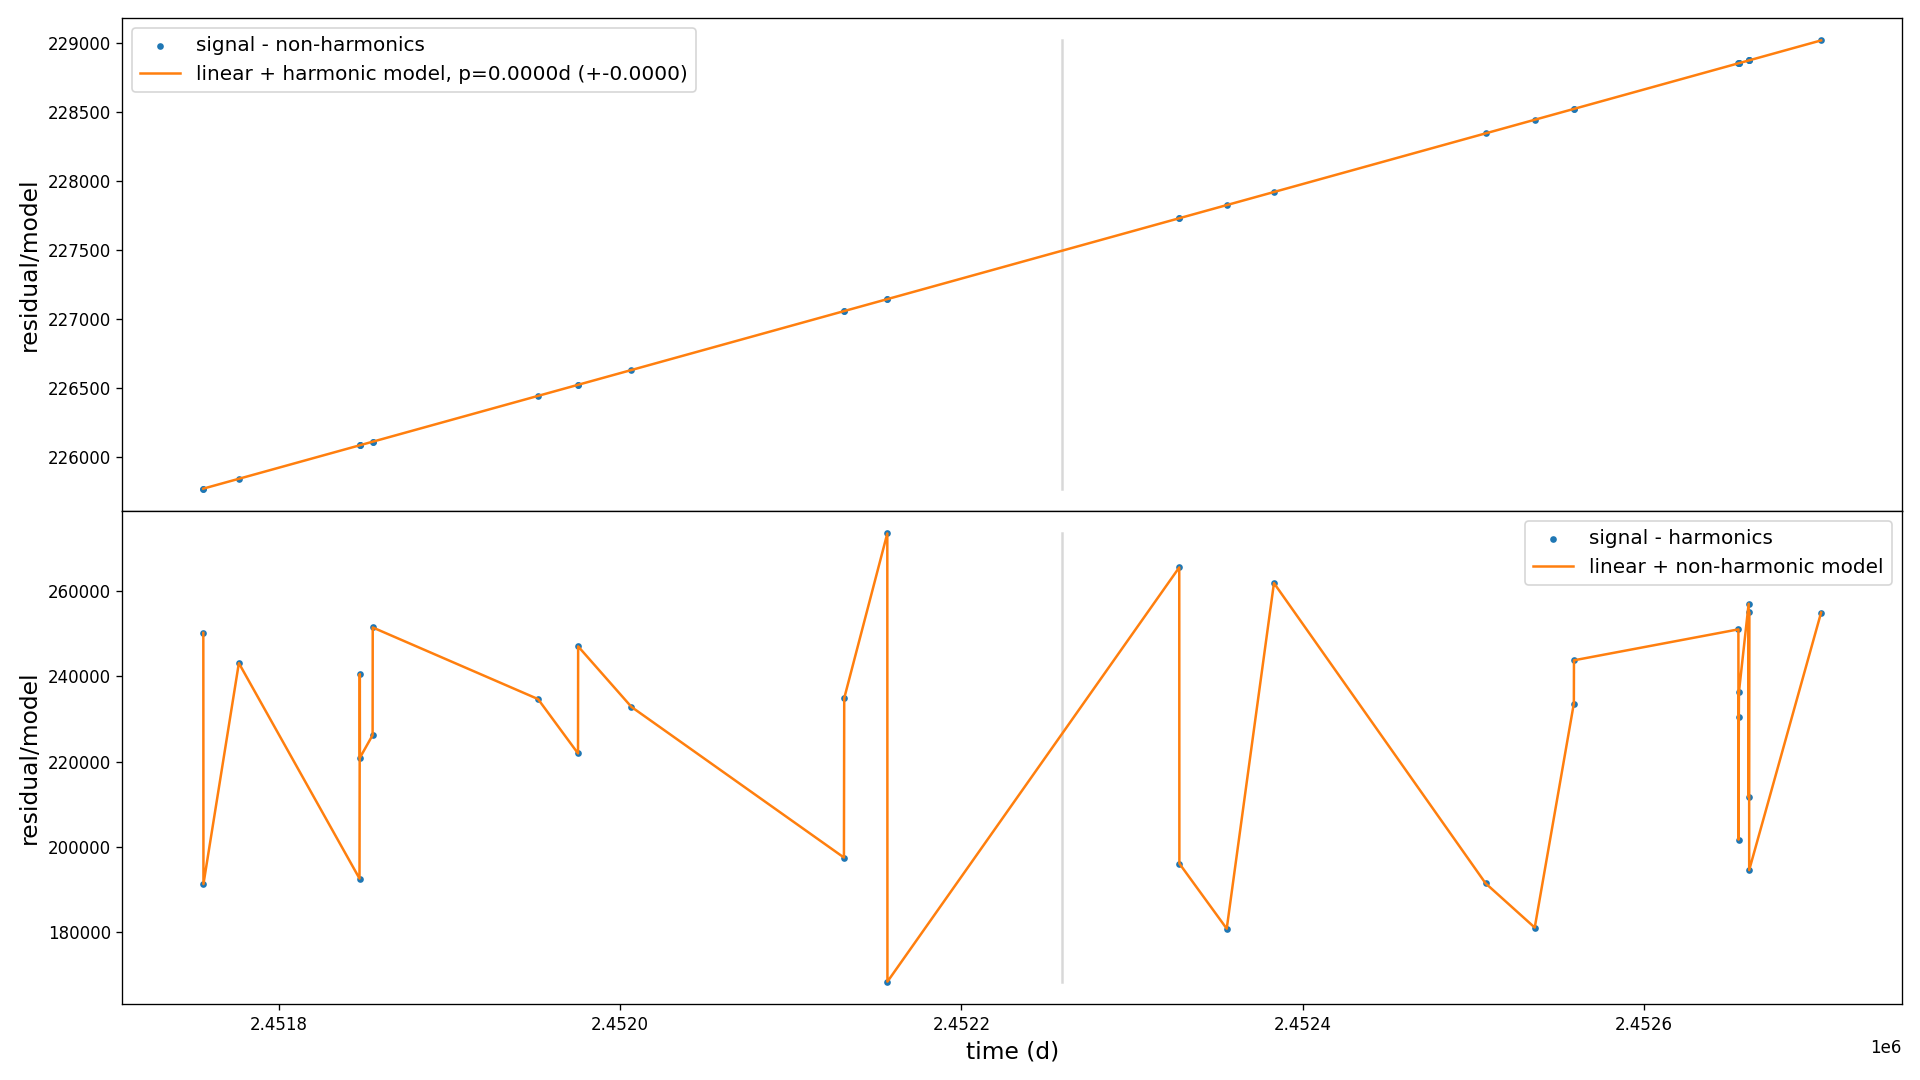 229000
228500
228000
227500
227000
226500
226000
residual/model
signal - non-harmonics
linear + harmonic model, p=0.0000d (+-0.0000)
260000
240000
220000
200000
180000
residual/model
signal - harmonics
linear + non-harmonic model
2.4518 2.4520 2.4522 2.4524 2.4526
time (d)
1e6